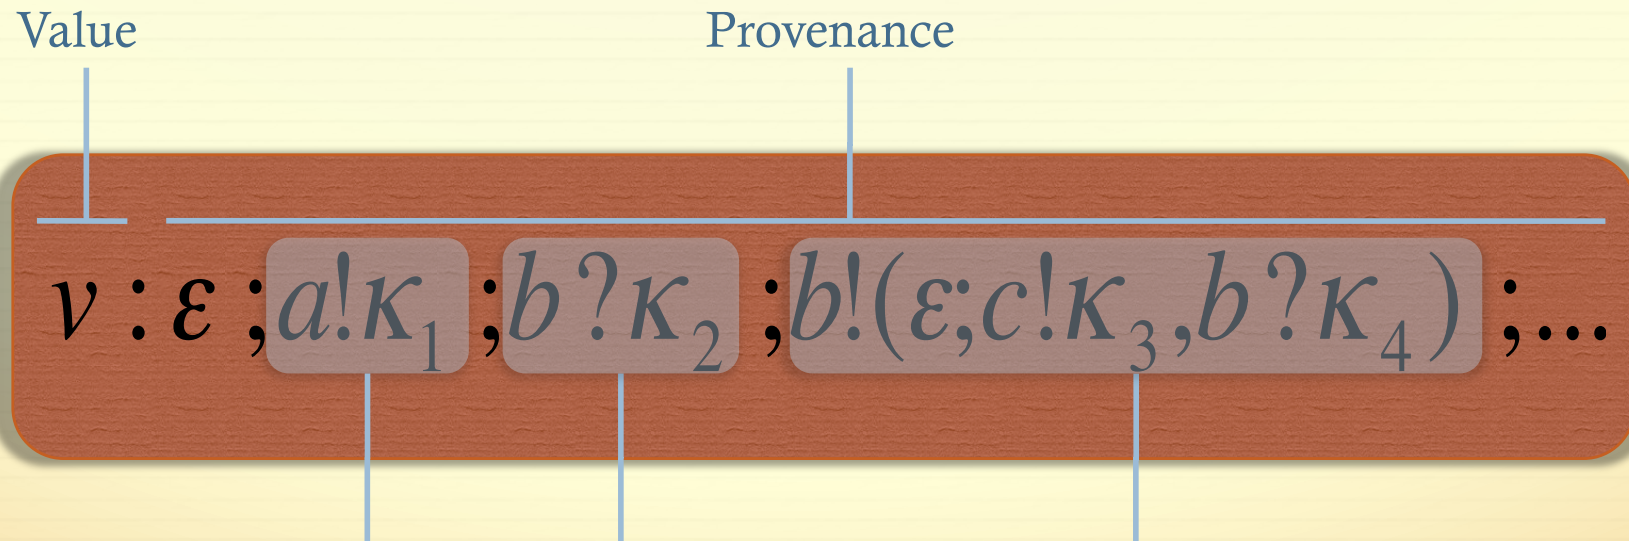 Value Provenance
v : ε ; a!κ₁ ; b?κ₂ ; b!(ε;c!κ₃,b?κ₄) ;...